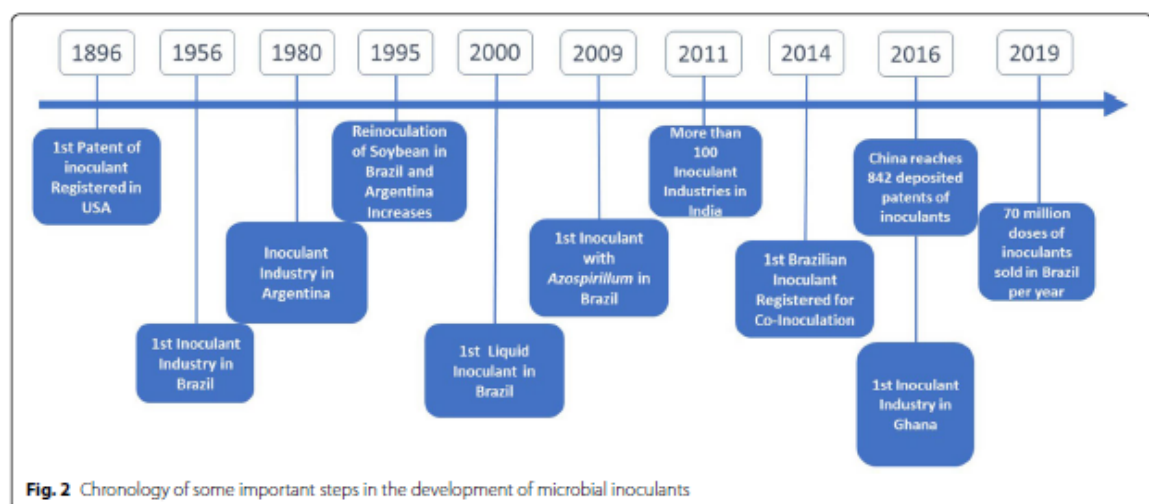 1896
1956
1980
1995
2000
2009
2011
2014
2016
2019
1st Patent of
inoculant
Registered in
USA
1st Inoculant
Industry in
Brazil
Inoculant
Industry in
Argentina
Reinoculation
of Soybean in
Brazil and
Argentina
Increases
1st Liquid
Inoculant in
Brazil
1st Inoculant
with
Azospirillum in
Brazil
More than
100
Inoculant
Industries in
India
1st Brazilian
Inoculant
Registered for
Co-Inoculation
China reaches
842 deposited
patents of
inoculants
1st Inoculant
Industry in
Ghana
70 million
doses of
inoculants
sold in Brazil
per year
Fig. 2 Chronology of some important steps in the development of microbial inoculants